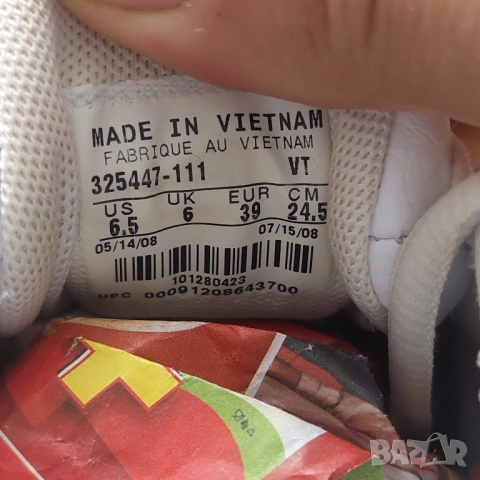 MADE IN VIETNAM
FABRIQUE AU VIETNAM
325447-111 VT
US UK EUR CM
6.5 6 39 24.5
05/14/08 07/15/08
101280423
UPC 00091208643700
BAZAR